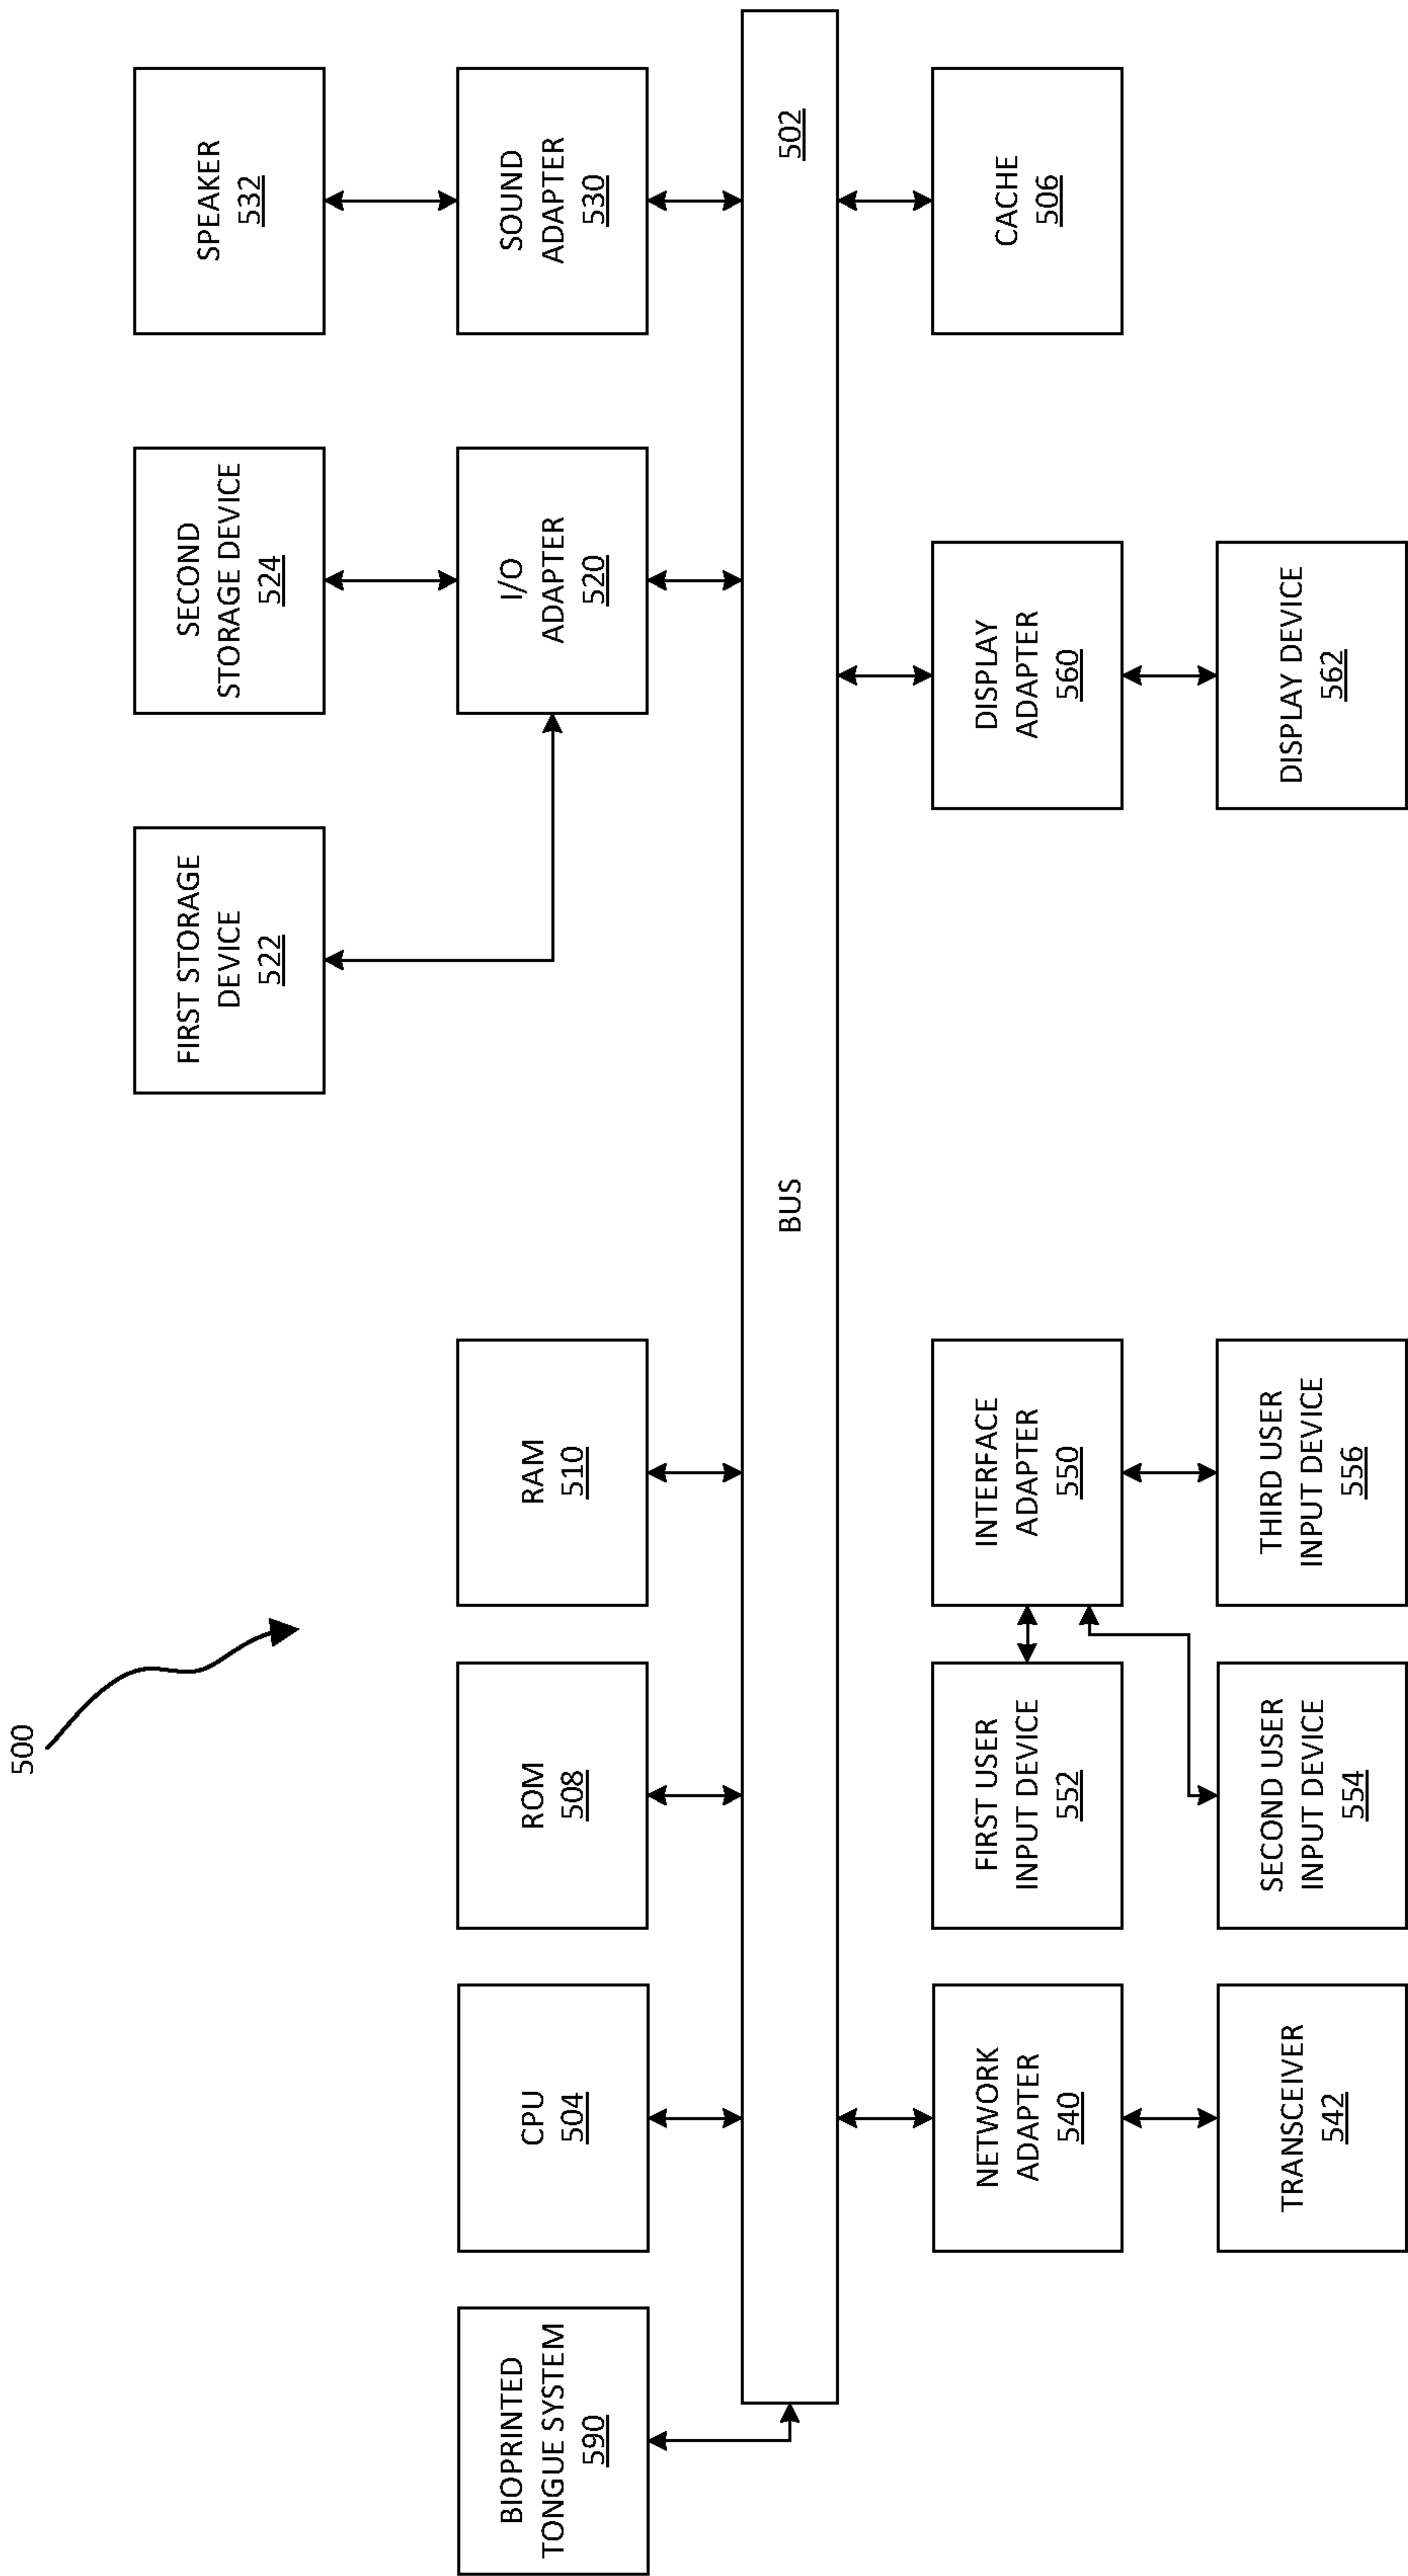 500
FIRST STORAGE
DEVICE
522
SECOND
STORAGE DEVICE
524
SPEAKER
532
BIOPRINTED
TONGUE SYSTEM
590
CPU
504
ROM
508
RAM
510
I/O
ADAPTER
520
SOUND
ADAPTER
530
BUS
502
NETWORK
ADAPTER
540
FIRST USER
INPUT DEVICE
552
INTERFACE
ADAPTER
550
DISPLAY
ADAPTER
560
CACHE
506
TRANSCEIVER
542
SECOND USER
INPUT DEVICE
554
THIRD USER
INPUT DEVICE
556
DISPLAY DEVICE
562